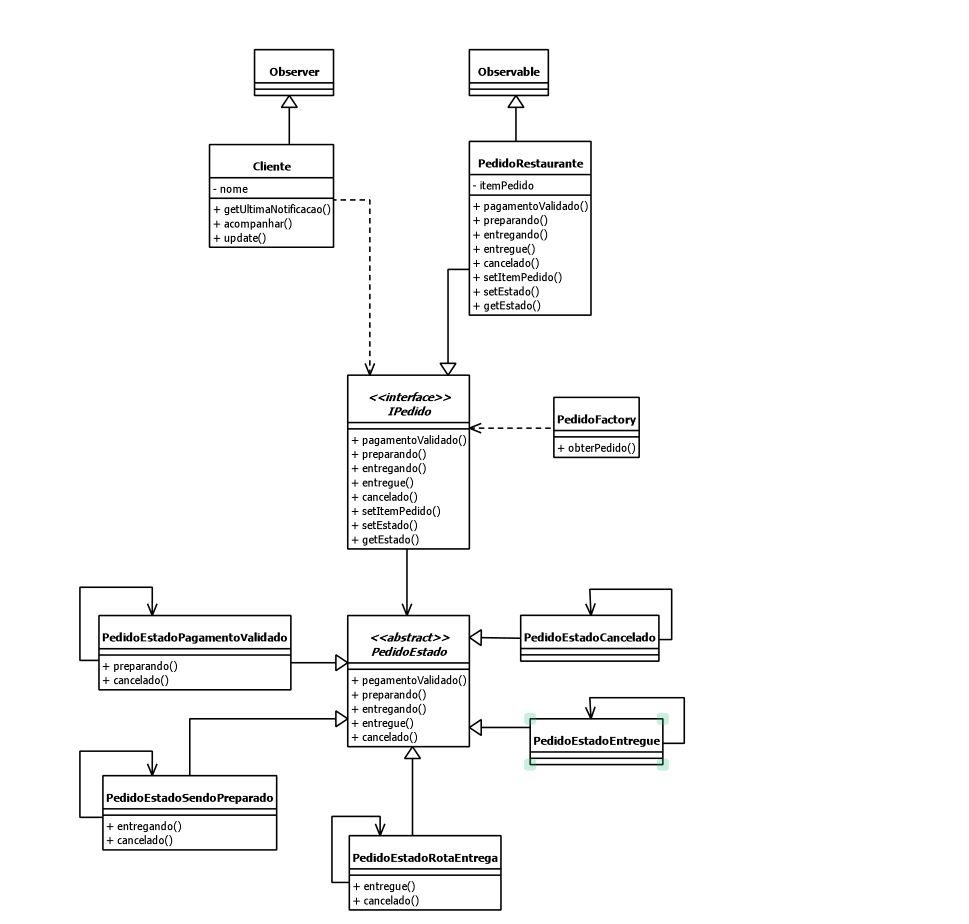 Observer
Observable
Cliente
- nome
+ getUltimaNotificacao()
+ acompanhar()
+ update()
PedidoRestaurante
- itemPedido
+ pagamentoValidado()
+ preparando()
+ entregando()
+ entregue()
+ cancelado()
+ setItemPedido()
+ setEstado()
+ getEstado()
<<interface>>
IPedido
+ pagamentoValidado()
+ preparando()
+ entregando()
+ entregue()
+ cancelado()
+ setItemPedido()
+ setEstado()
+ getEstado()
PedidoFactory
+ obterPedido()
PedidoEstadoPagamentoValidado
+ preparando()
+ cancelado()
<<abstract>>
PedidoEstado
+ pegamentoValidado()
+ preparando()
+ entregando()
+ entregue()
+ cancelado()
PedidoEstadoCancelado
PedidoEstadoEntregue
PedidoEstadoSendoPreparado
+ entregando()
+ cancelado()
PedidoEstadoRotaEntrega
+ entregue()
+ cancelado()